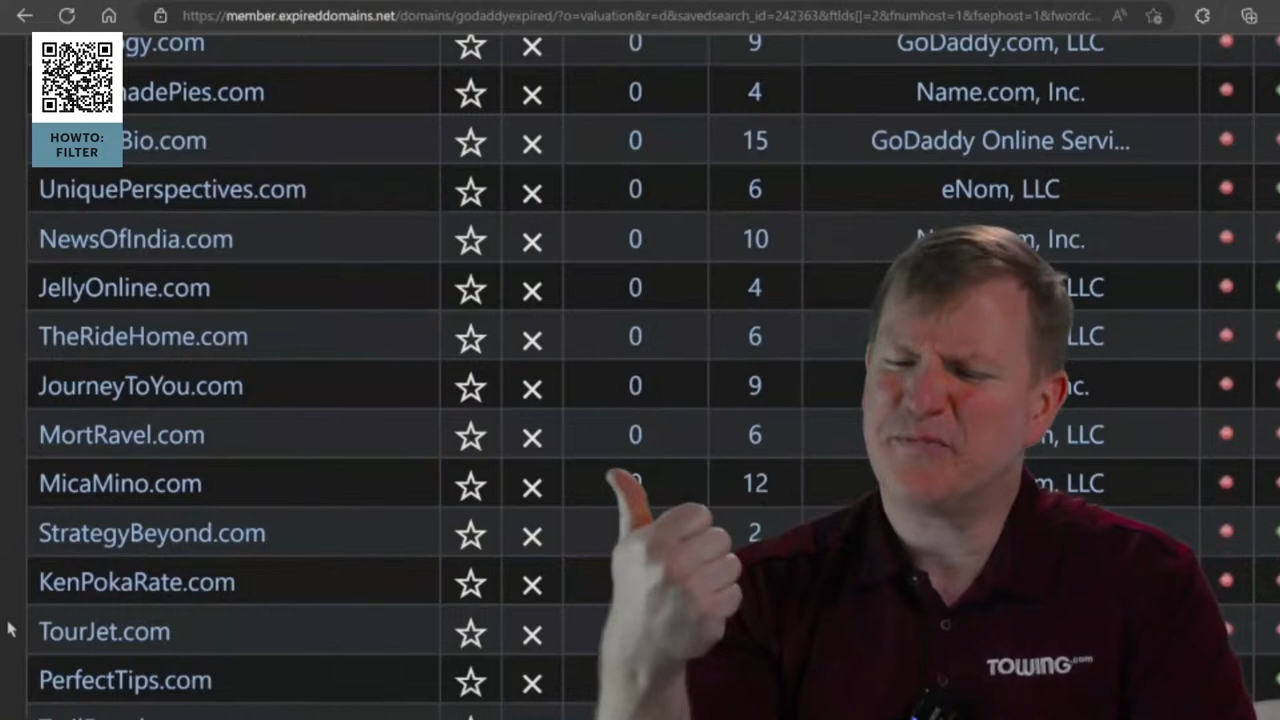 https://member.expireddomains.net/domains/godaddyexpired/?o=valuation&r=d&savedsearch_id=242363&ftlds[]=2&fnumhost=1&fsephost=1&fwordc...
gy.com 0 9 GoDaddy.com, LLC
adePies.com 0 4 Name.com, Inc.
HOWTO:
FILTER
Bio.com 0 15 GoDaddy Online Servi...
UniquePerspectives.com 0 6 eNom, LLC
NewsOfIndia.com 0 10 Inc.
JellyOnline.com 0 4 LLC
TheRideHome.com 0 6 LLC
JourneyToYou.com 0 9
MortRavel.com 0 6 LLC
MicaMino.com 12 LLC
StrategyBeyond.com 2
KenPokaRate.com
TourJet.com
PerfectTips.com
TOWING.com